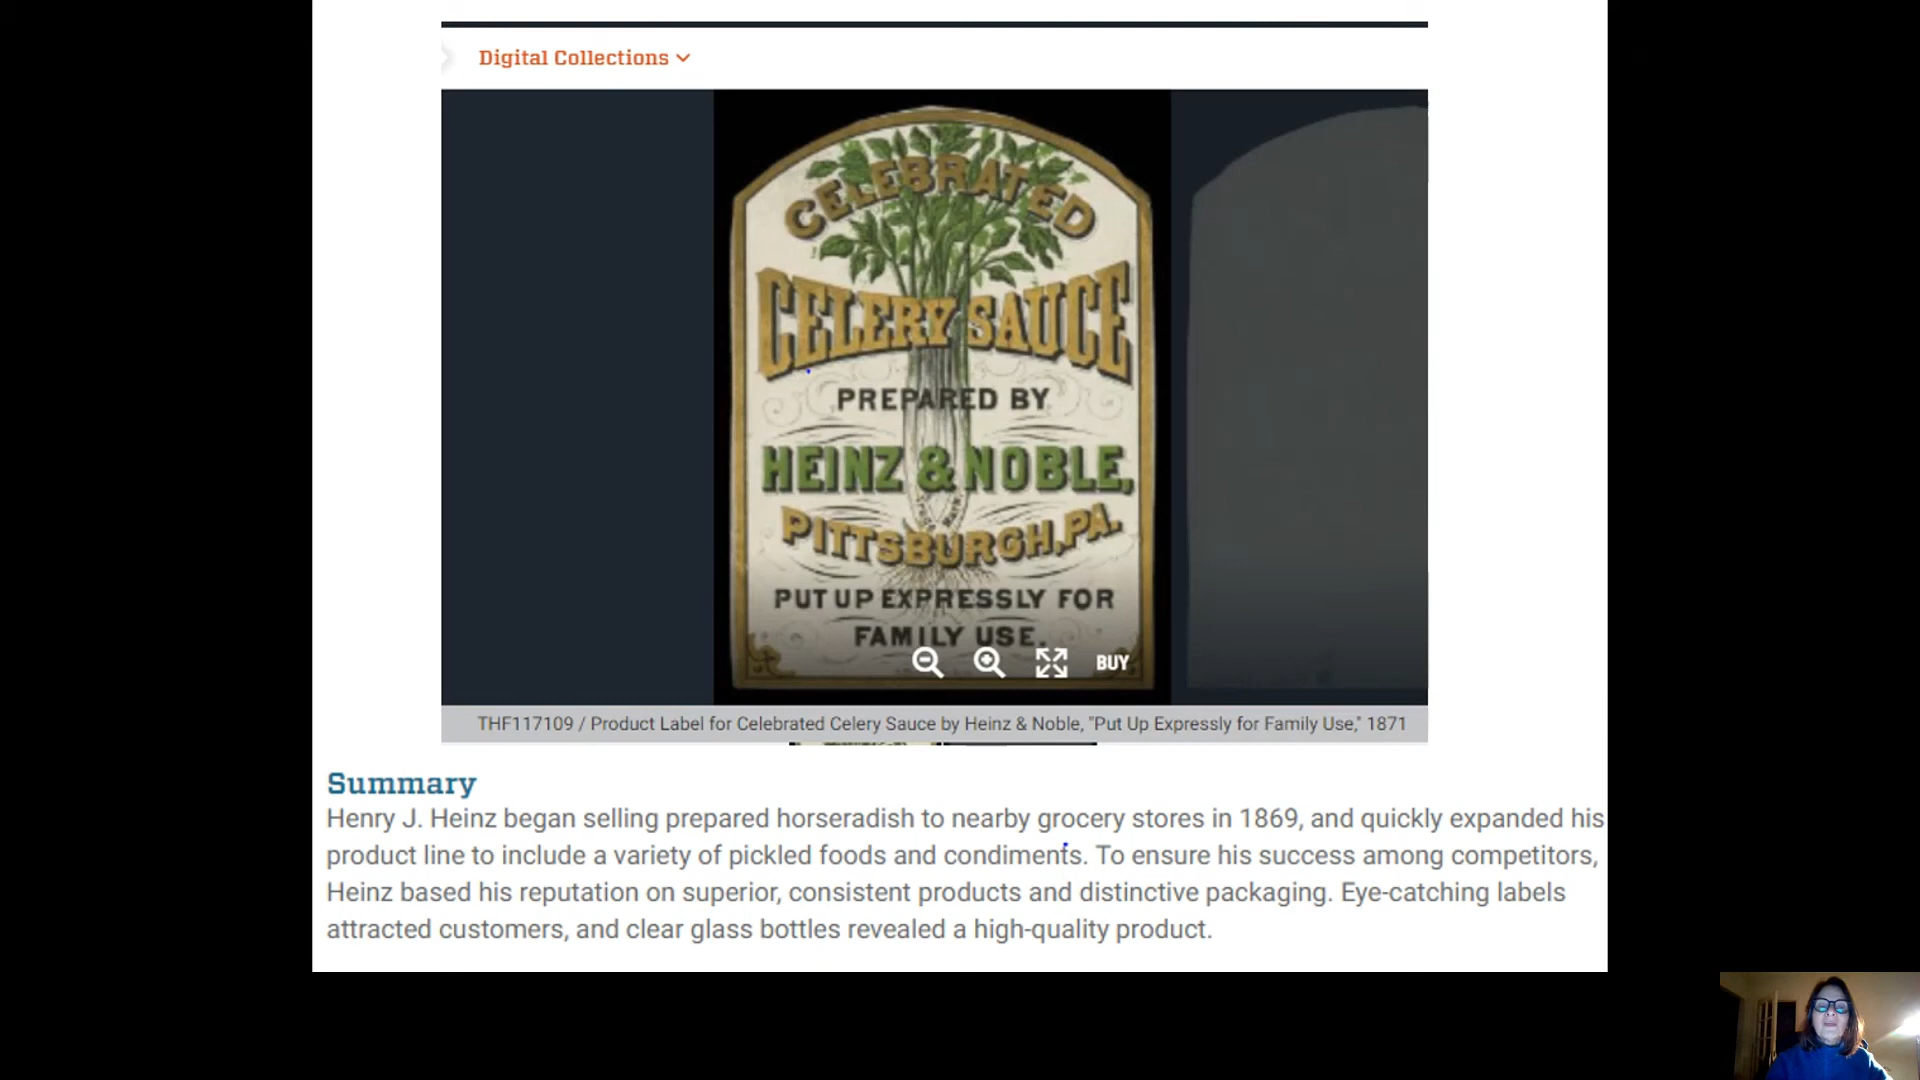 Digital Collections
CELEBRATED
CELERY SAUCE
PREPARED BY
HEINZ & NOBLE,
Trade Mark
PITTSBURGH, PA.
PUT UP EXPRESSLY FOR
FAMILY USE.
BUY
THF117109 / Product Label for Celebrated Celery Sauce by Heinz & Noble, "Put Up Expressly for Family Use," 1871
Summary
Henry J. Heinz began selling prepared horseradish to nearby grocery stores in 1869, and quickly expanded his
product line to include a variety of pickled foods and condiments. To ensure his success among competitors,
Heinz based his reputation on superior, consistent products and distinctive packaging. Eye-catching labels
attracted customers, and clear glass bottles revealed a high-quality product.